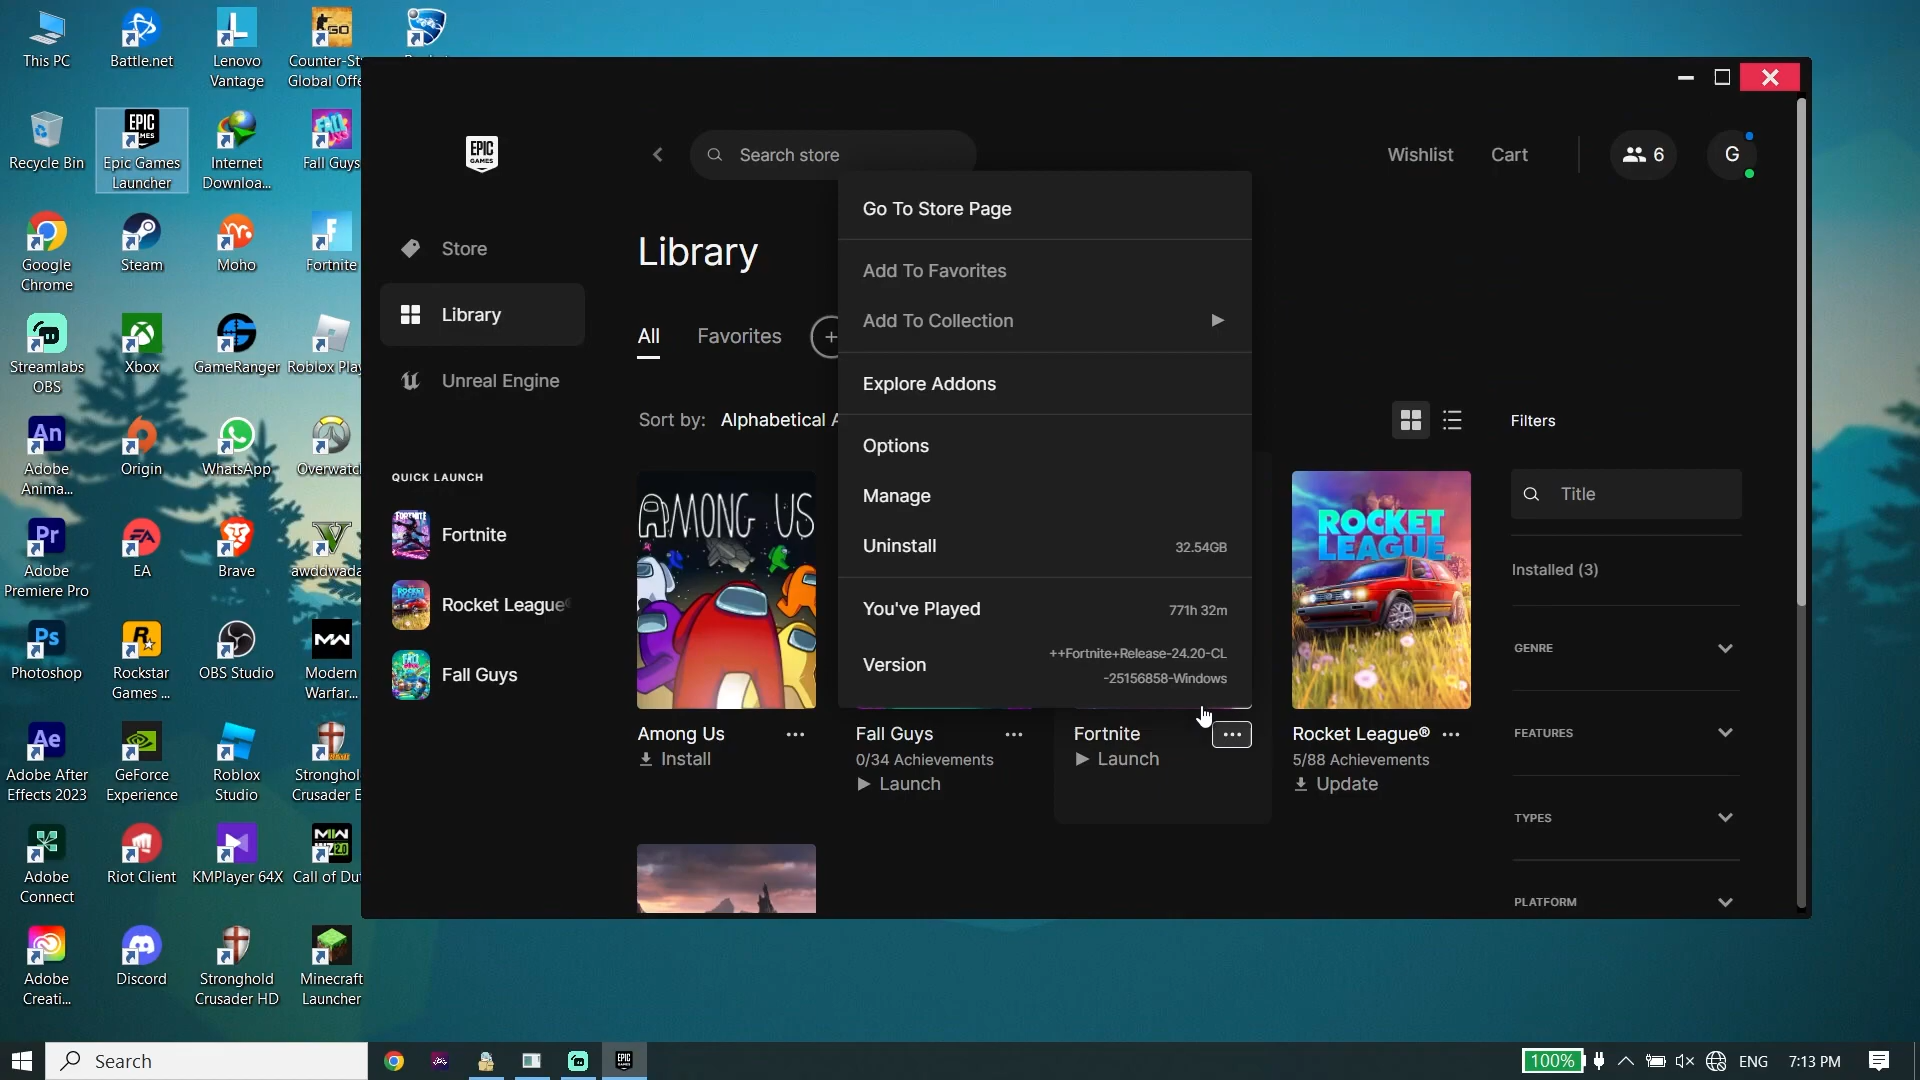 This PC
Battle.net
Lenovo
Vantage
Counter-St
Global Offe
Recycle Bin
EPIC
GAMES
Epic Games
Launcher
Internet
Downloa...
Fall Guys
Google
Chrome
Steam
Moho
Fortnite
Streamlabs
OBS
Xbox
GameRanger
Roblox Play
Adobe
Anima...
Origin
WhatsApp
Overwatch
Adobe
Premiere Pro
EA
Brave
awddwada
Photoshop
Rockstar
Games ...
OBS Studio
Modern
Warfar...
Adobe After
Effects 2023
GeForce
Experience
Roblox
Studio
Stronghol
Crusader E
Adobe
Connect
Riot Client
KMPlayer 64X
Call of Dut
Adobe
Creati...
Discord
Stronghold
Crusader HD
Minecraft
Launcher
EPIC
GAMES
Search store
Wishlist
Cart
6
G
Store
Library
Unreal Engine
QUICK LAUNCH
Fortnite
Rocket League®
Fall Guys
Library
All
Favorites
Sort by: Alphabetical A
Go To Store Page
Add To Favorites
Add To Collection
Explore Addons
Options
Manage
Uninstall 32.54GB
You've Played 771h 32m
Version ++Fortnite+Release-24.20-CL
-25156858-Windows
AMONG US
ROCKET
LEAGUE
Among Us
Install
Fall Guys
0/34 Achievements
Launch
Fortnite
Launch
Rocket League®
5/88 Achievements
Update
Filters
Title
Installed (3)
GENRE
FEATURES
TYPES
PLATFORM
Search
100%
ENG
7:13 PM